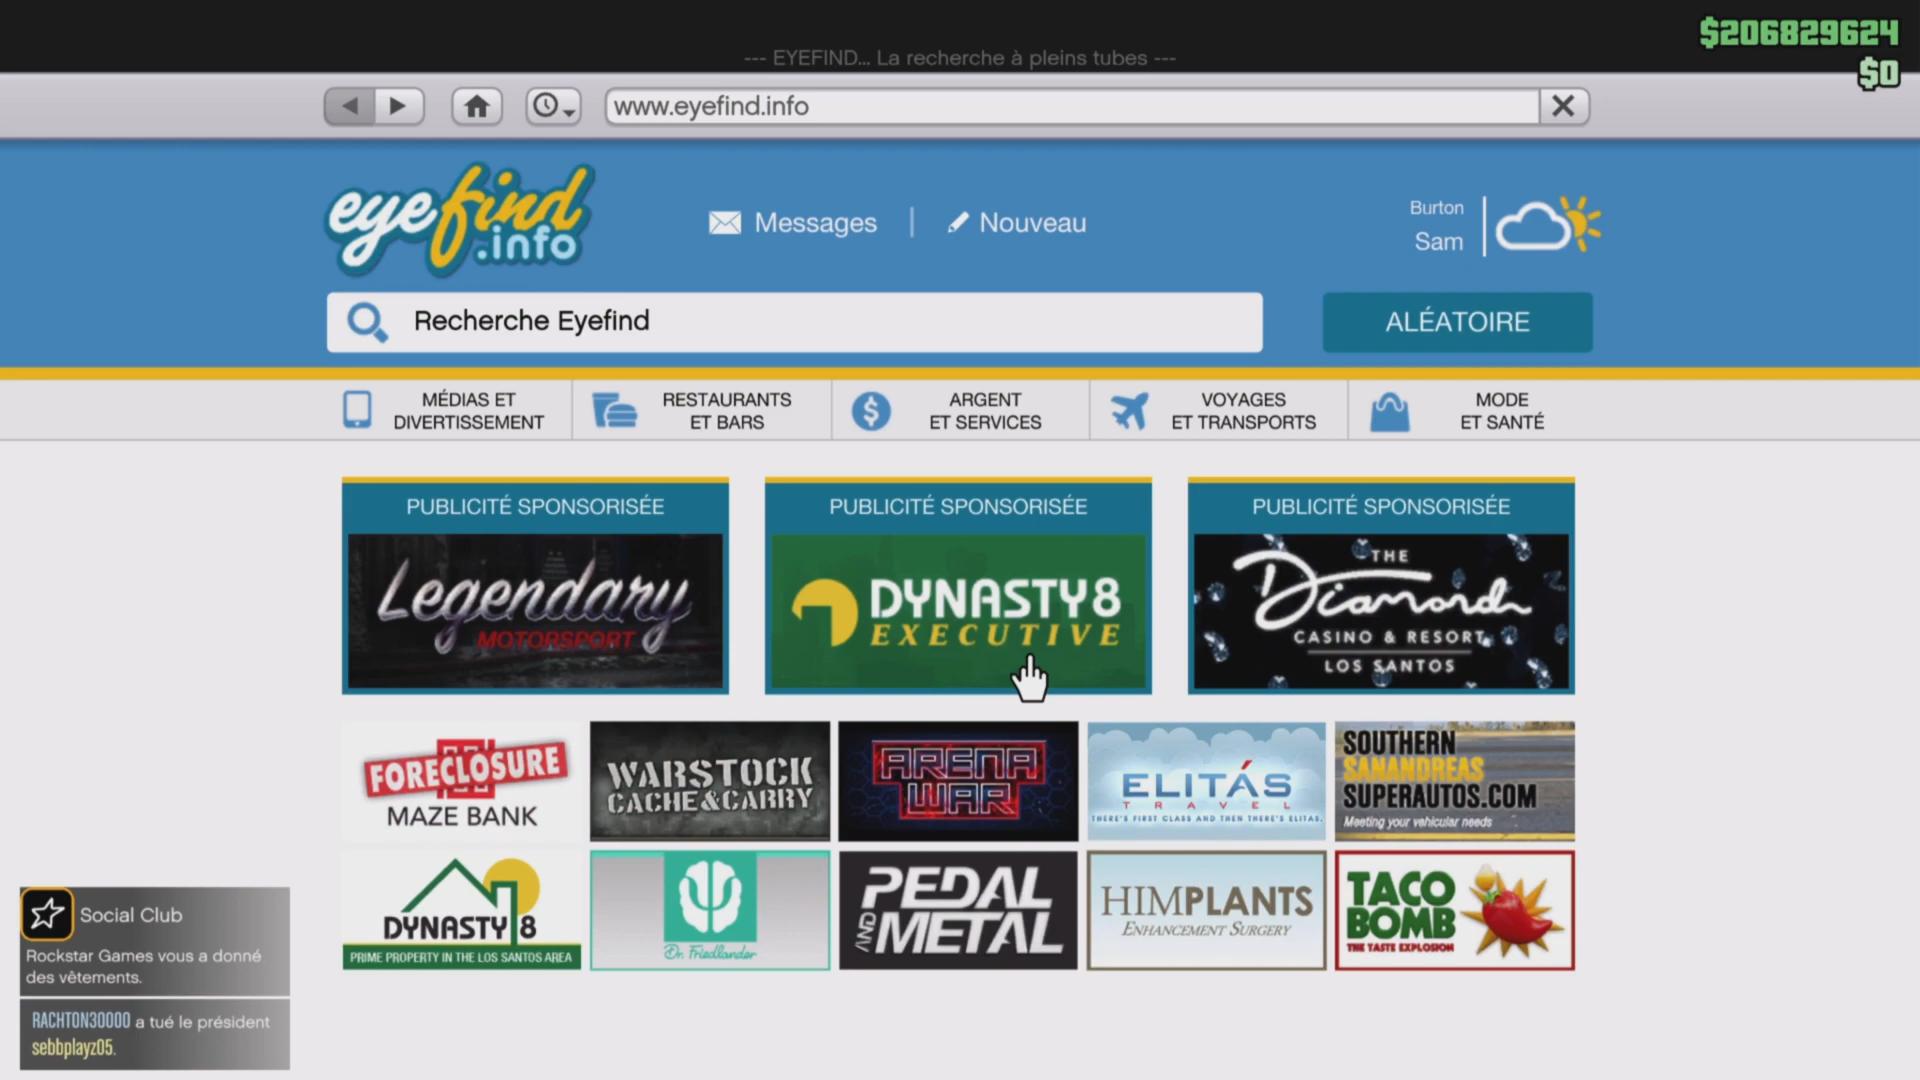 $206829624
--- EYEFIND... La recherche à pleins tubes ---
$0
www.eyefind.info
eyefind
.info
Messages
Nouveau
Burton
Sam
Recherche Eyefind
ALÉATOIRE
MÉDIAS ET
DIVERTISSEMENT
RESTAURANTS
ET BARS
ARGENT
ET SERVICES
VOYAGES
ET TRANSPORTS
MODE
ET SANTÉ
PUBLICITÉ SPONSORISÉE
Legendary
MOTORSPORT
PUBLICITÉ SPONSORISÉE
DYNASTY8
EXECUTIVE
PUBLICITÉ SPONSORISÉE
THE
Diamond
CASINO & RESORT
LOS SANTOS
FORECLOSURE
MAZE BANK
WARSTOCK
CACHE&CARRY
ARENA
WAR
ELITÁS
TRAVEL
THERE'S FIRST CLASS AND THEN THERE'S ELITAS.
SOUTHERN
SANANDREAS
SUPERAUTOS.COM
Meeting your vehicular needs
DYNASTY 8
PRIME PROPERTY IN THE LOS SANTOS AREA
Dr. Friedlander
PEDAL
AND
METAL
HIMPLANTS
ENHANCEMENT SURGERY
TACO
BOMB
THE TASTE EXPLOSION
Social Club
Rockstar Games vous a donné
des vêtements.
RACHTON30000 a tué le président
sebbplayz05.